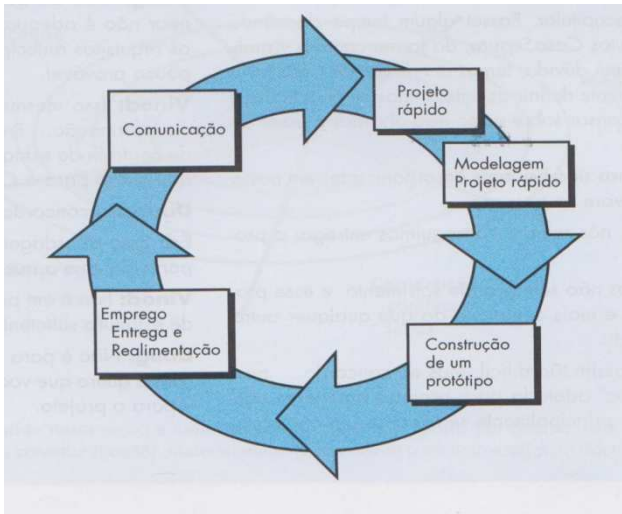 Comunicação
Projeto
rápido
Modelagem
Projeto rápido
Construção
de um
protótipo
Emprego
Entrega e
Realimentação